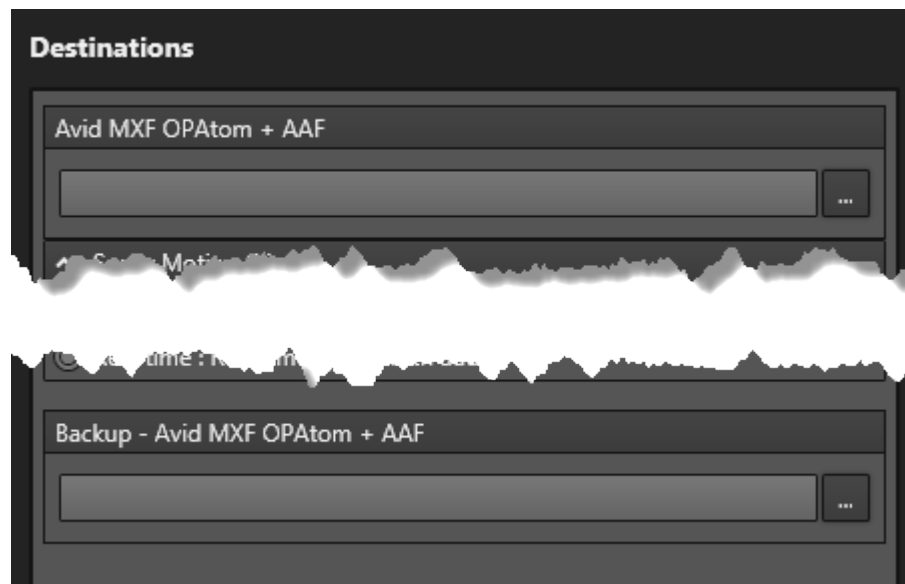 Destinations
Avid MXF OPAtom + AAF
...
Backup - Avid MXF OPAtom + AAF
...